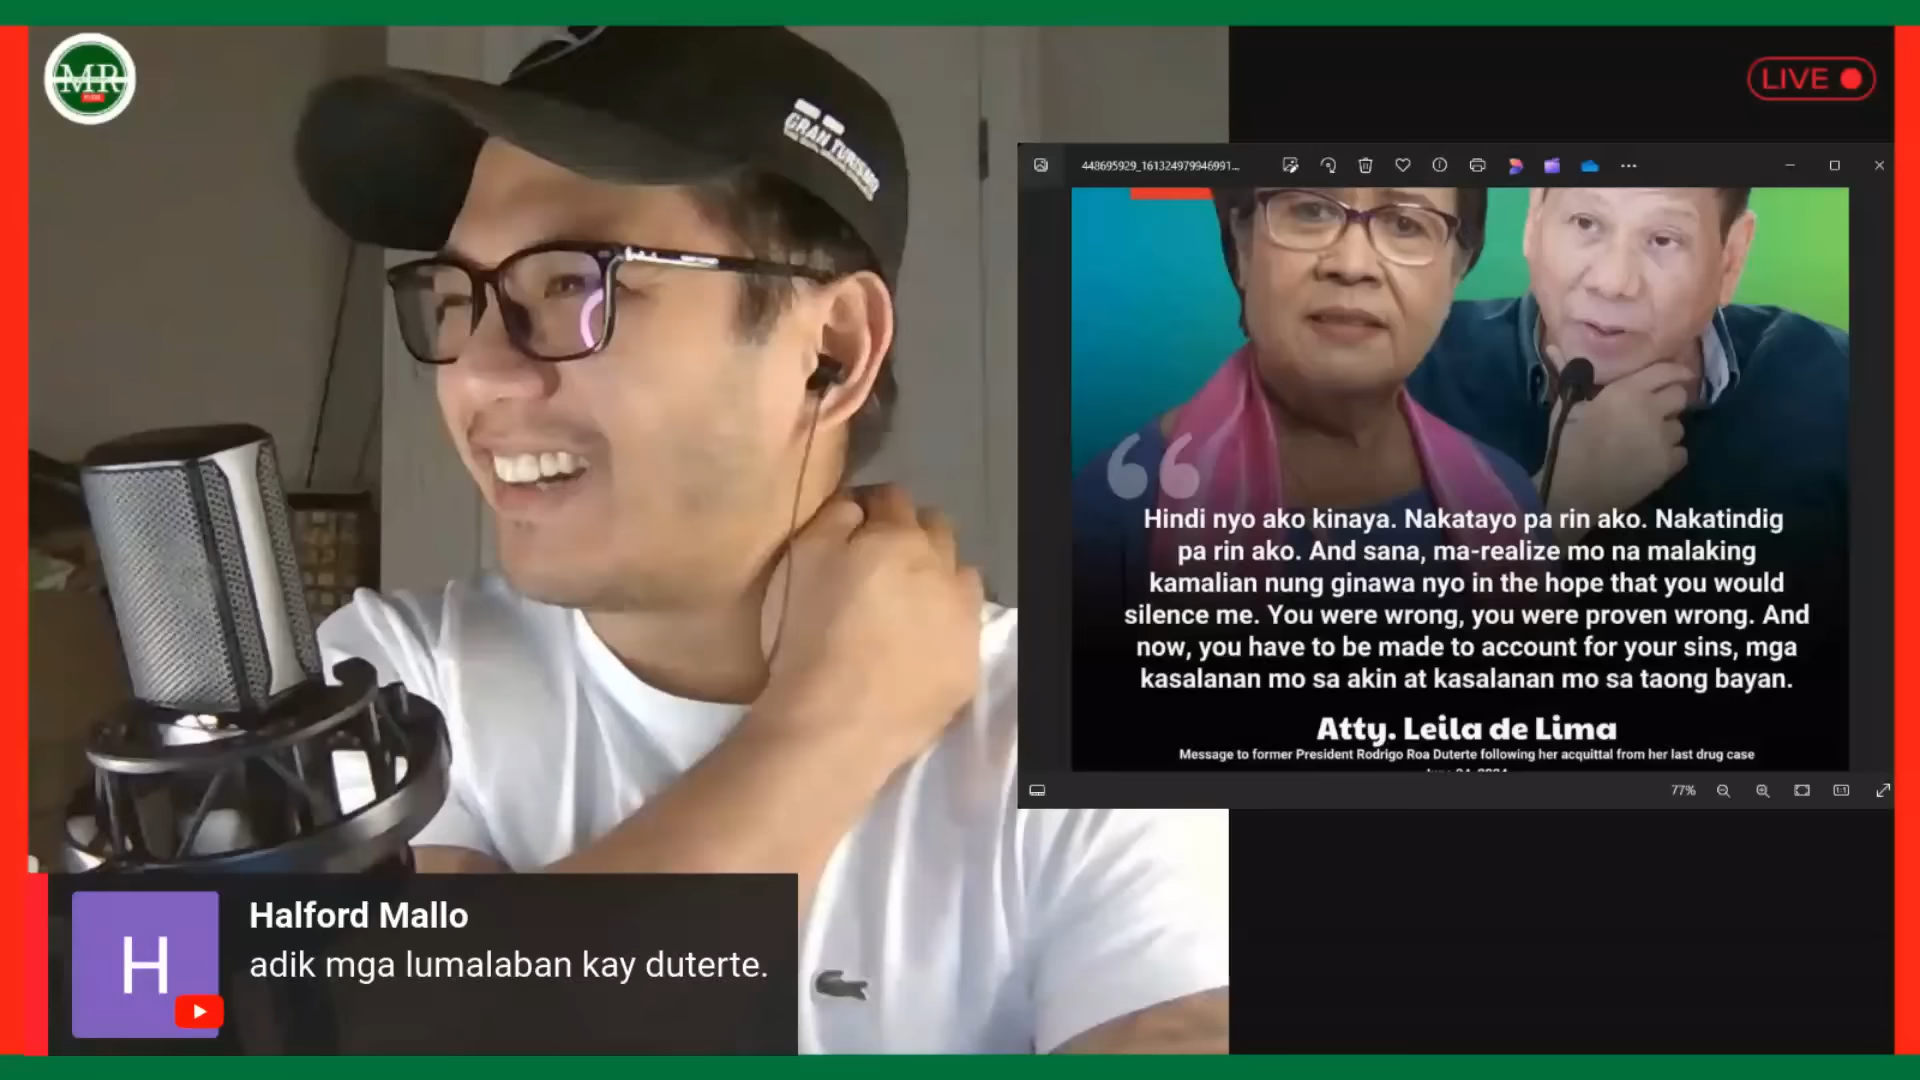 MR
LIVE
GRAN TURISMO
448695929_161324979946991...
Hindi nyo ako kinaya. Nakatayo pa rin ako. Nakatindig
pa rin ako. And sana, ma-realize mo na malaking
kamalian nung ginawa nyo in the hope that you would
silence me. You were wrong, you were proven wrong. And
now, you have to be made to account for your sins, mga
kasalanan mo sa akin at kasalanan mo sa taong bayan.
Atty. Leila de Lima
Message to former President Rodrigo Roa Duterte following her acquittal from her last drug case
77%
1:1
H
Halford Mallo
adik mga lumalaban kay duterte.